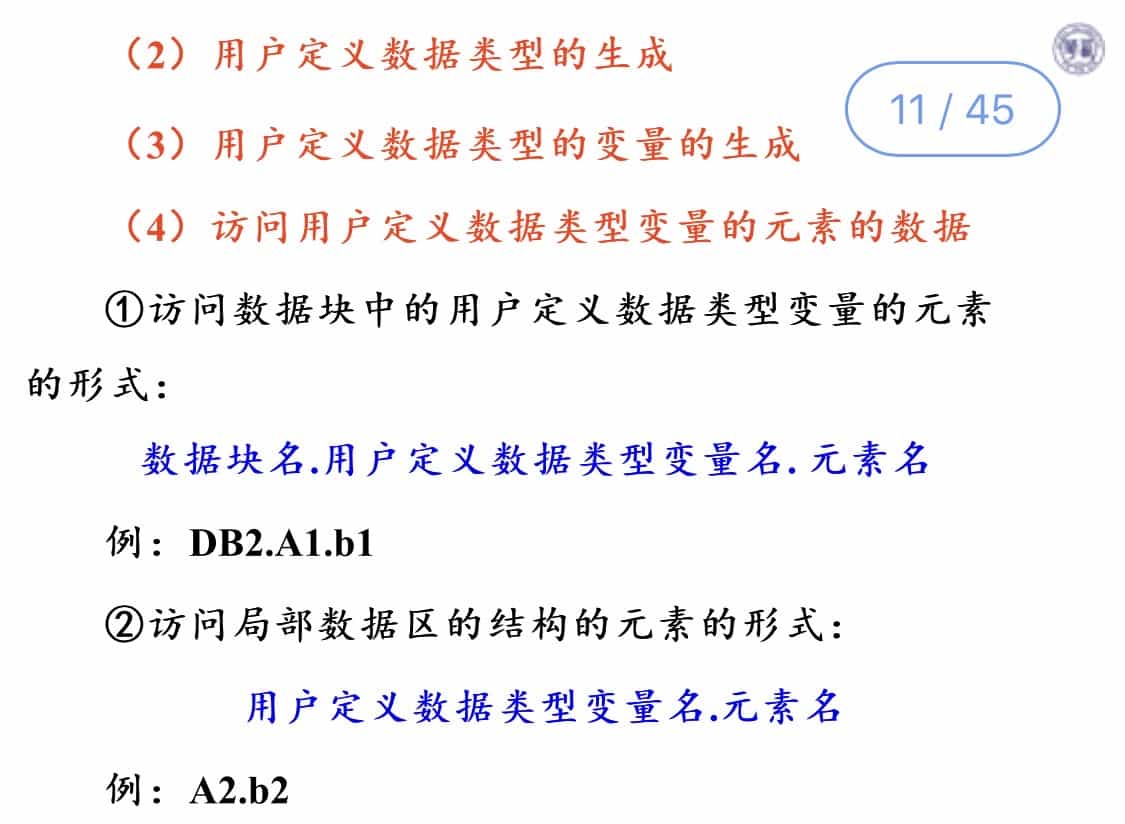 （2）用户定义数据类型的生成
11 / 45
（3）用户定义数据类型的变量的生成
（4）访问用户定义数据类型变量的元素的数据
①访问数据块中的用户定义数据类型变量的元素
的形式：
数据块名.用户定义数据类型变量名. 元素名
例：DB2.A1.b1
②访问局部数据区的结构的元素的形式：
用户定义数据类型变量名.元素名
例：A2.b2